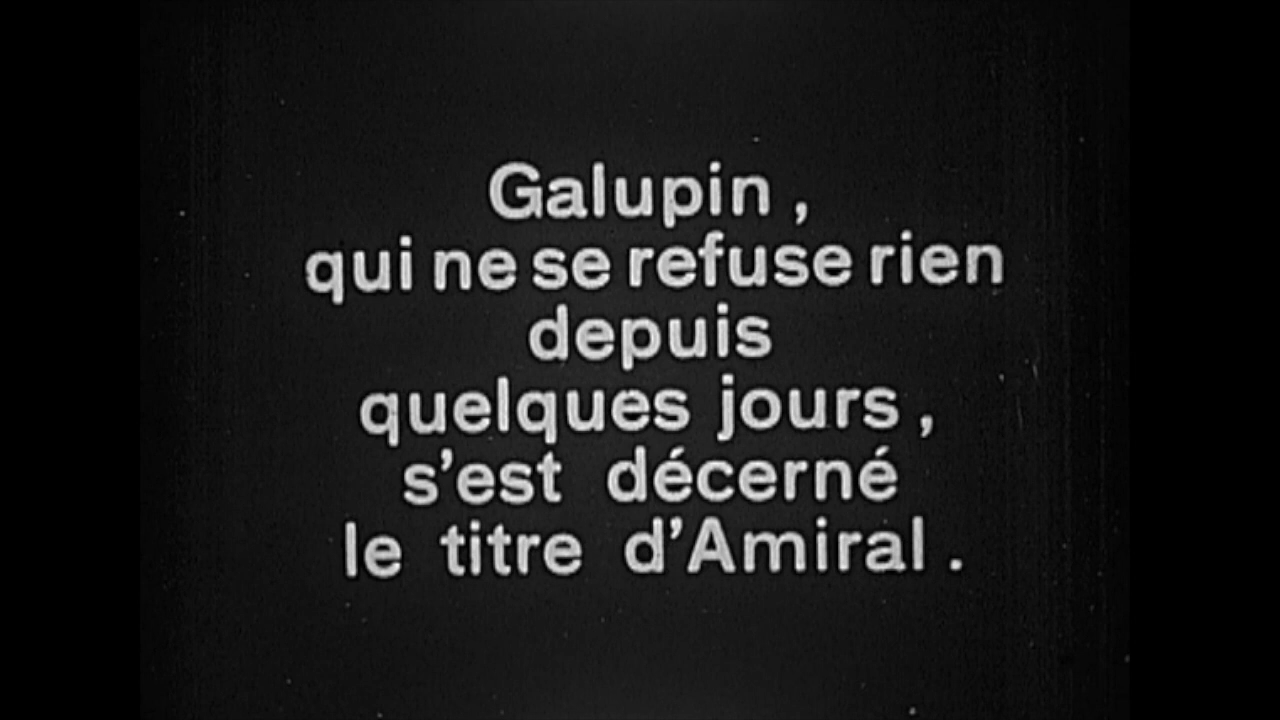 Galupin ,
qui ne se refuse rien
depuis
quelques jours ,
s'est décerné
le titre d'Amiral .